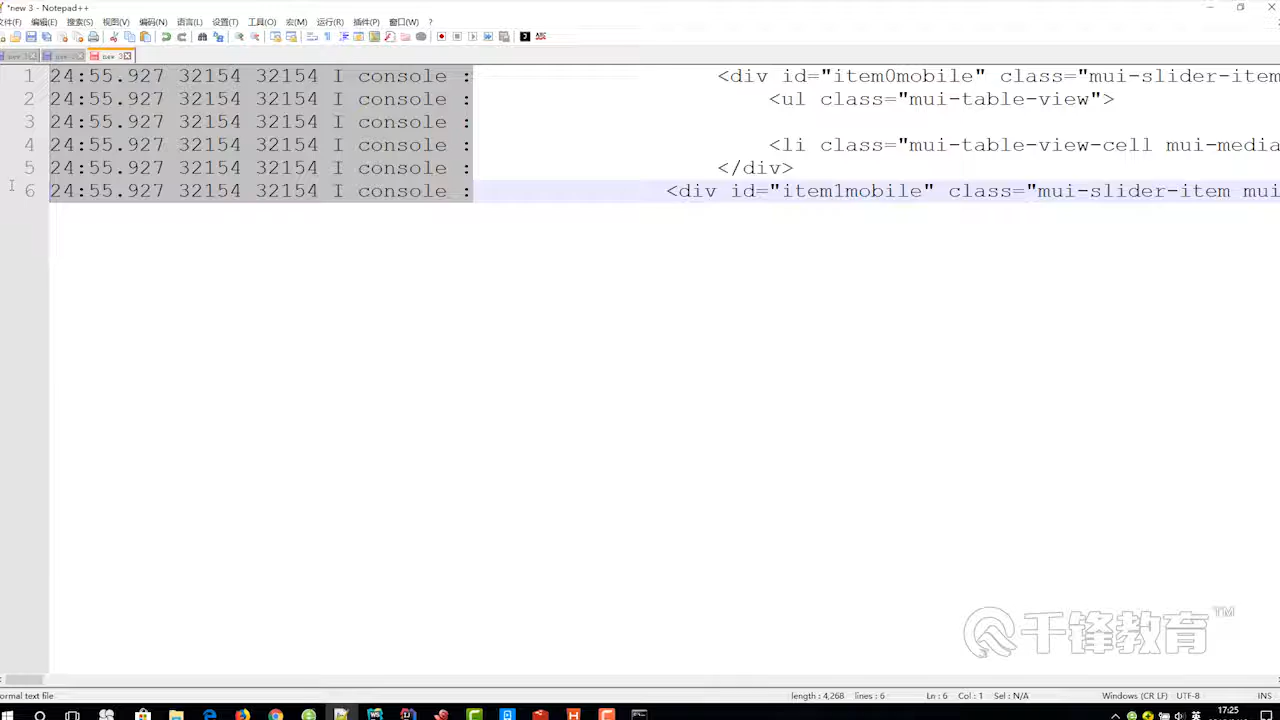 *new 3 - Notepad++
文件(F) 编辑(E) 搜索(S) 视图(V) 编码(N) 语言(L) 设置(T) 工具(O) 宏(M) 运行(R) 插件(P) 窗口(W) ?
new 3
1 24:55.927 32154 32154 I console : <div id="item0mobile" class="mui-slider-item
2 24:55.927 32154 32154 I console : <ul class="mui-table-view">
3 24:55.927 32154 32154 I console :
4 24:55.927 32154 32154 I console : <li class="mui-table-view-cell mui-media
5 24:55.927 32154 32154 I console : </div>
6 24:55.927 32154 32154 I console : <div id="item1mobile" class="mui-slider-item mui
千锋教育™
ormal text file
length : 4,268 lines : 6
Ln : 6 Col : 1 Sel : N/A
Windows (CR LF)
UTF-8
INS
英
17:25